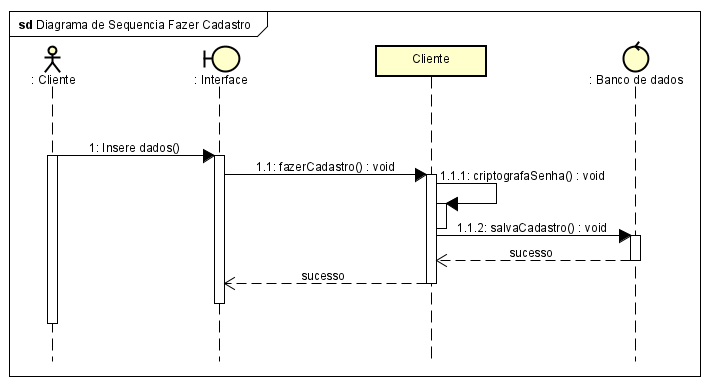 sd Diagrama de Sequencia Fazer Cadastro
: Cliente
: Interface
Cliente
: Banco de dados
1: Insere dados()
1.1: fazerCadastro() : void
1.1.1: criptografaSenha() : void
1.1.2: salvaCadastro() : void
sucesso
sucesso